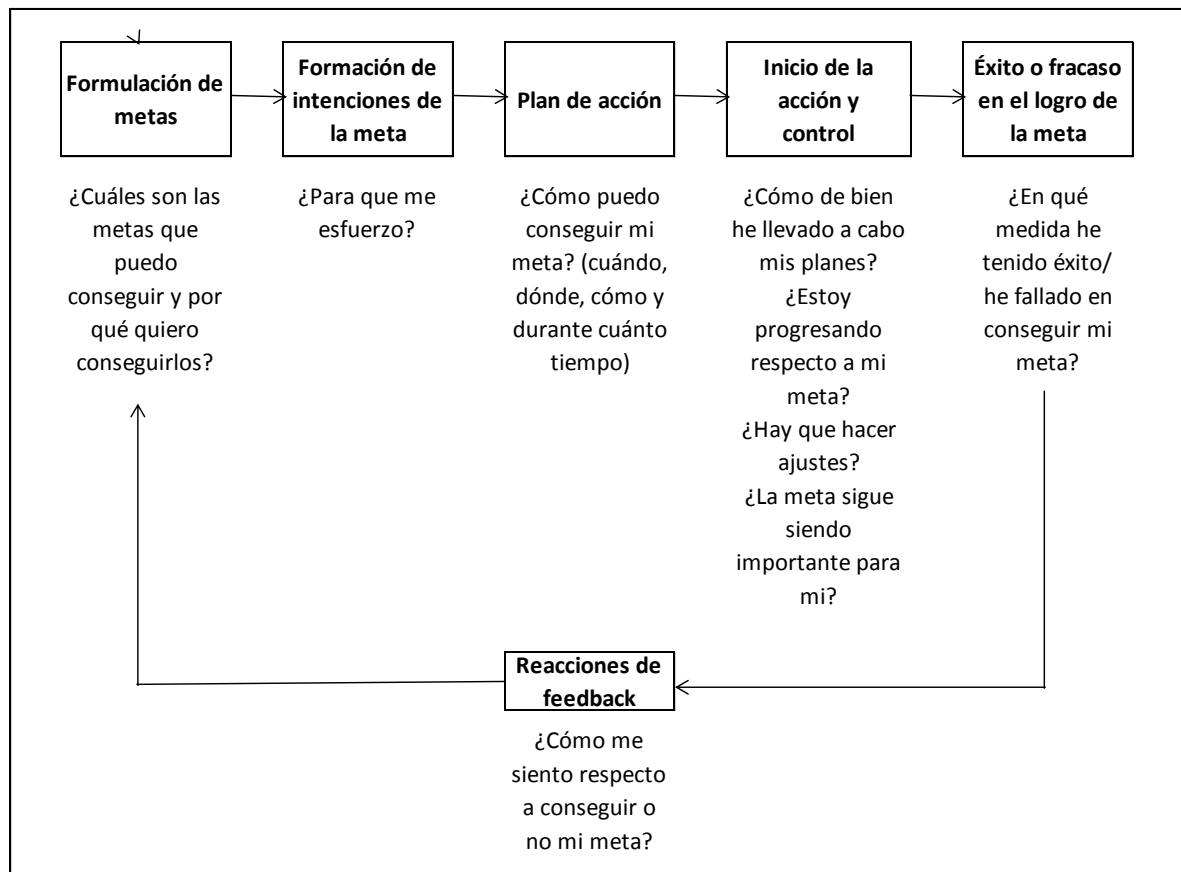 Formulación de
metas
Formación de
intenciones de
la meta
Plan de acción
Inicio de la
acción y
control
Éxito o fracaso
en el logro de
la meta
¿Cuáles son las
metas que
puedo
conseguir y por
qué quiero
conseguirlos?
¿Para que me
esfuerzo?
¿Cómo puedo
conseguir mi
meta? (cuándo,
dónde, cómo y
durante cuánto
tiempo)
¿Cómo de bien
he llevado a cabo
mis planes?
¿Estoy
progresando
respecto a mi
meta?
¿Hay que hacer
ajustes?
¿La meta sigue
siendo
importante para
mi?
¿En qué
medida he
tenido éxito/
he fallado en
conseguir mi
meta?
Reacciones de
feedback
¿Cómo me
siento respecto
a conseguir o
no mi meta?